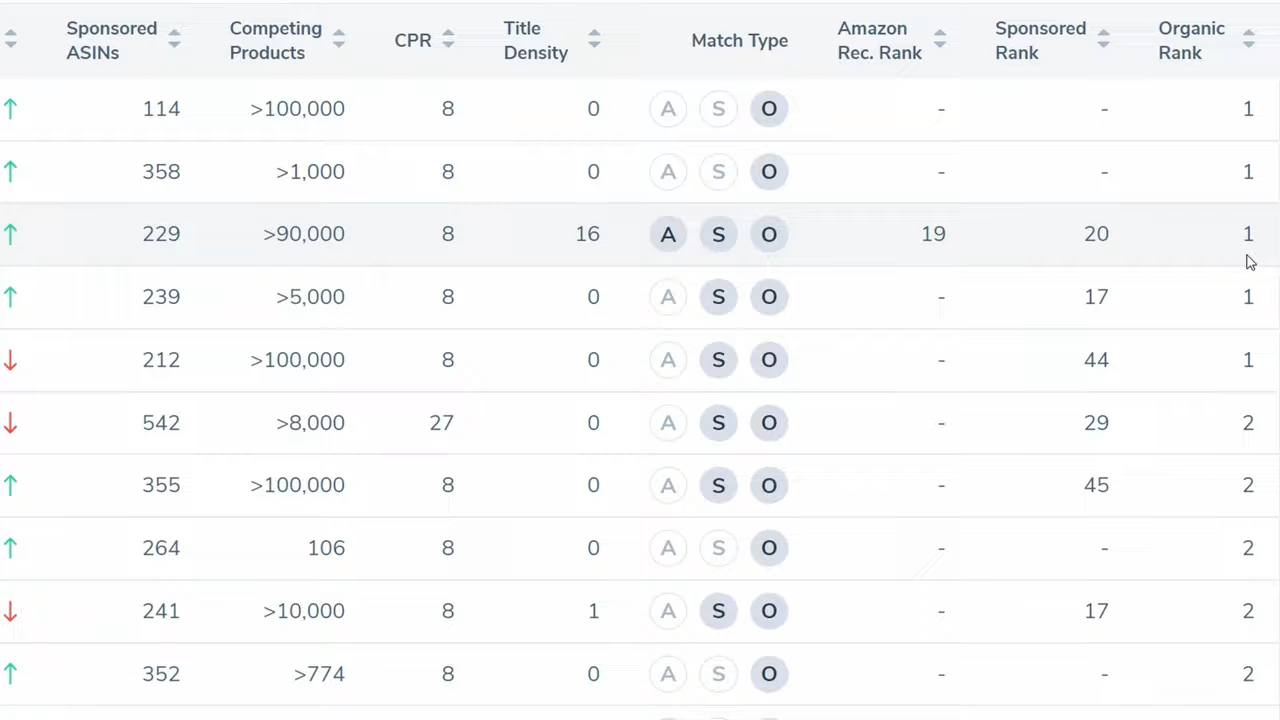 Sponsored ASINs Competing Products CPR Title Density Match Type Amazon Rec. Rank Sponsored Rank Organic Rank
114 >100,000 8 0 A S O - - 1
358 >1,000 8 0 A S O - - 1
229 >90,000 8 16 A S O 19 20 1
239 >5,000 8 0 A S O - 17 1
212 >100,000 8 0 A S O - 44 1
542 >8,000 27 0 A S O - 29 2
355 >100,000 8 0 A S O - 45 2
264 106 8 0 A S O - - 2
241 >10,000 8 1 A S O - 17 2
352 >774 8 0 A S O - - 2